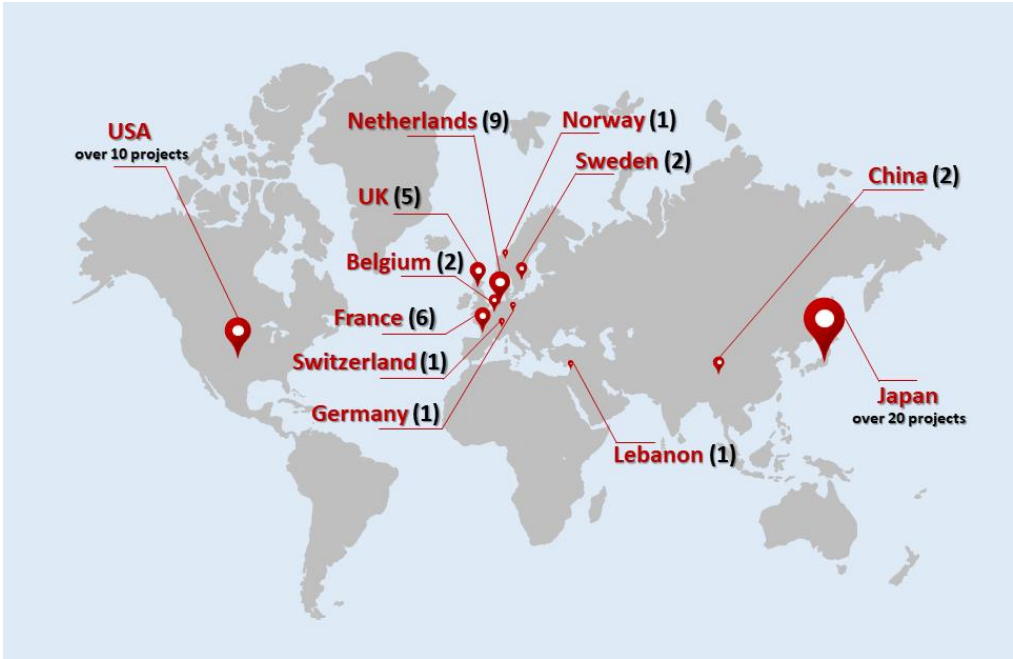 USA
over 10 projects
Netherlands (9)
Norway (1)
Sweden (2)
China (2)
UK (5)
Belgium (2)
France (6)
Switzerland (1)
Germany (1)
Lebanon (1)
Japan
over 20 projects